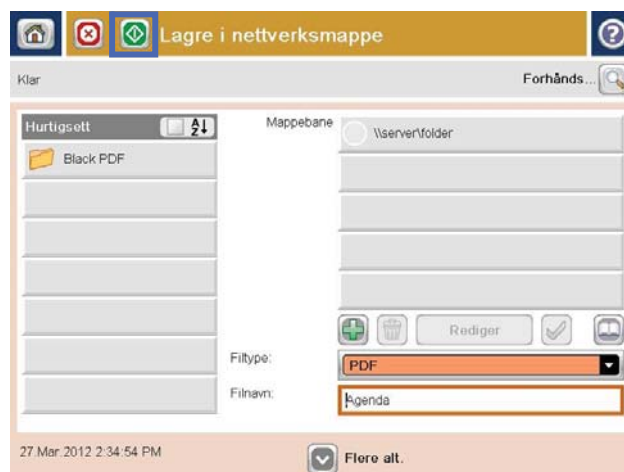 Lagre i nettverksmappe
Klar
Forhånds...
Hurtigsett
Mappebane
\\server\folder
Black PDF
Rediger
Filtype:
PDF
Filnavn:
Agenda
27 Mar 2012 2:34:54 PM
Flere alt.